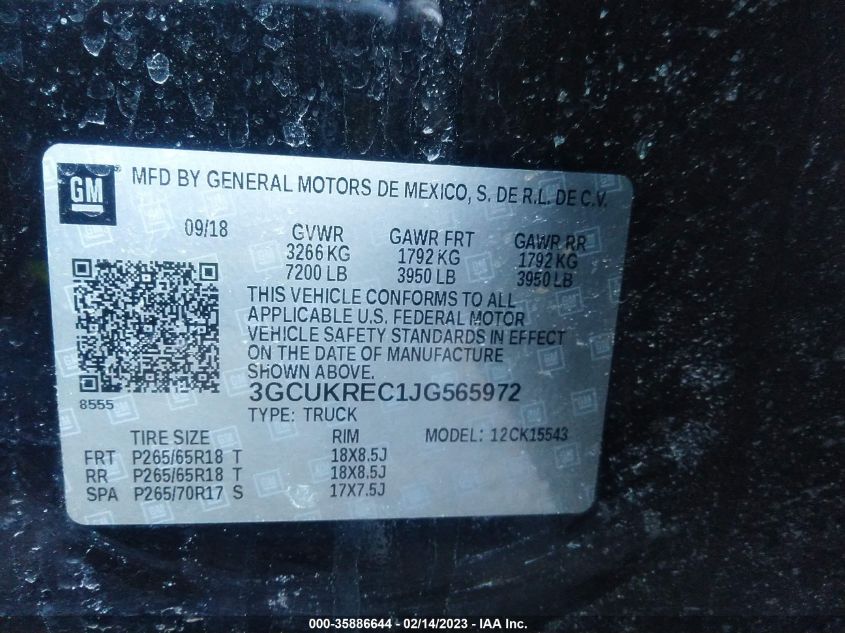 GM
MFD BY GENERAL MOTORS DE MEXICO, S. DE R.L. DE C.V.
09/18
GVWR GAWR FRT GAWR RR
3266 KG 1792 KG 1792 KG
7200 LB 3950 LB 3950 LB
THIS VEHICLE CONFORMS TO ALL
APPLICABLE U.S. FEDERAL MOTOR
VEHICLE SAFETY STANDARDS IN EFFECT
ON THE DATE OF MANUFACTURE
SHOWN ABOVE.
8555
3GCUKREC1JG565972
TYPE: TRUCK
TIRE SIZE RIM MODEL: 12CK15543
FRT P265/65R18 T 18X8.5J
RR P265/65R18 T 18X8.5J
SPA P265/70R17 S 17X7.5J
000-35886644 - 02/14/2023 - IAA Inc.